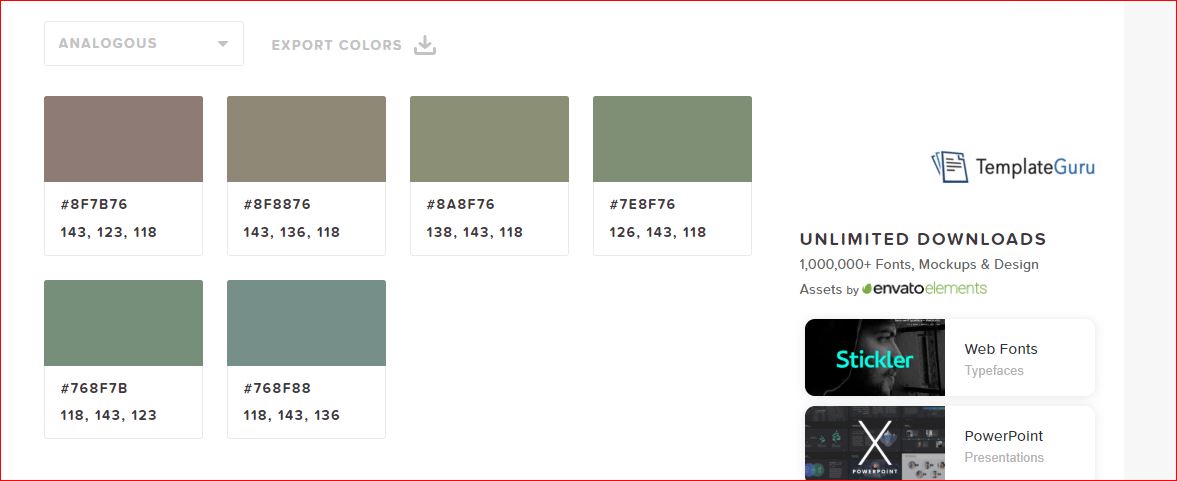 ANALOGOUS
EXPORT COLORS
#8F7B76
143, 123, 118
#8F8876
143, 136, 118
#8A8F76
138, 143, 118
#7E8F76
126, 143, 118
#768F7B
118, 143, 123
#768F88
118, 143, 136
TemplateGuru
UNLIMITED DOWNLOADS
1,000,000+ Fonts, Mockups & Design
Assets by envatoelements
Stickler
Web Fonts
Typefaces
X
POWERPOINT
PowerPoint
Presentations